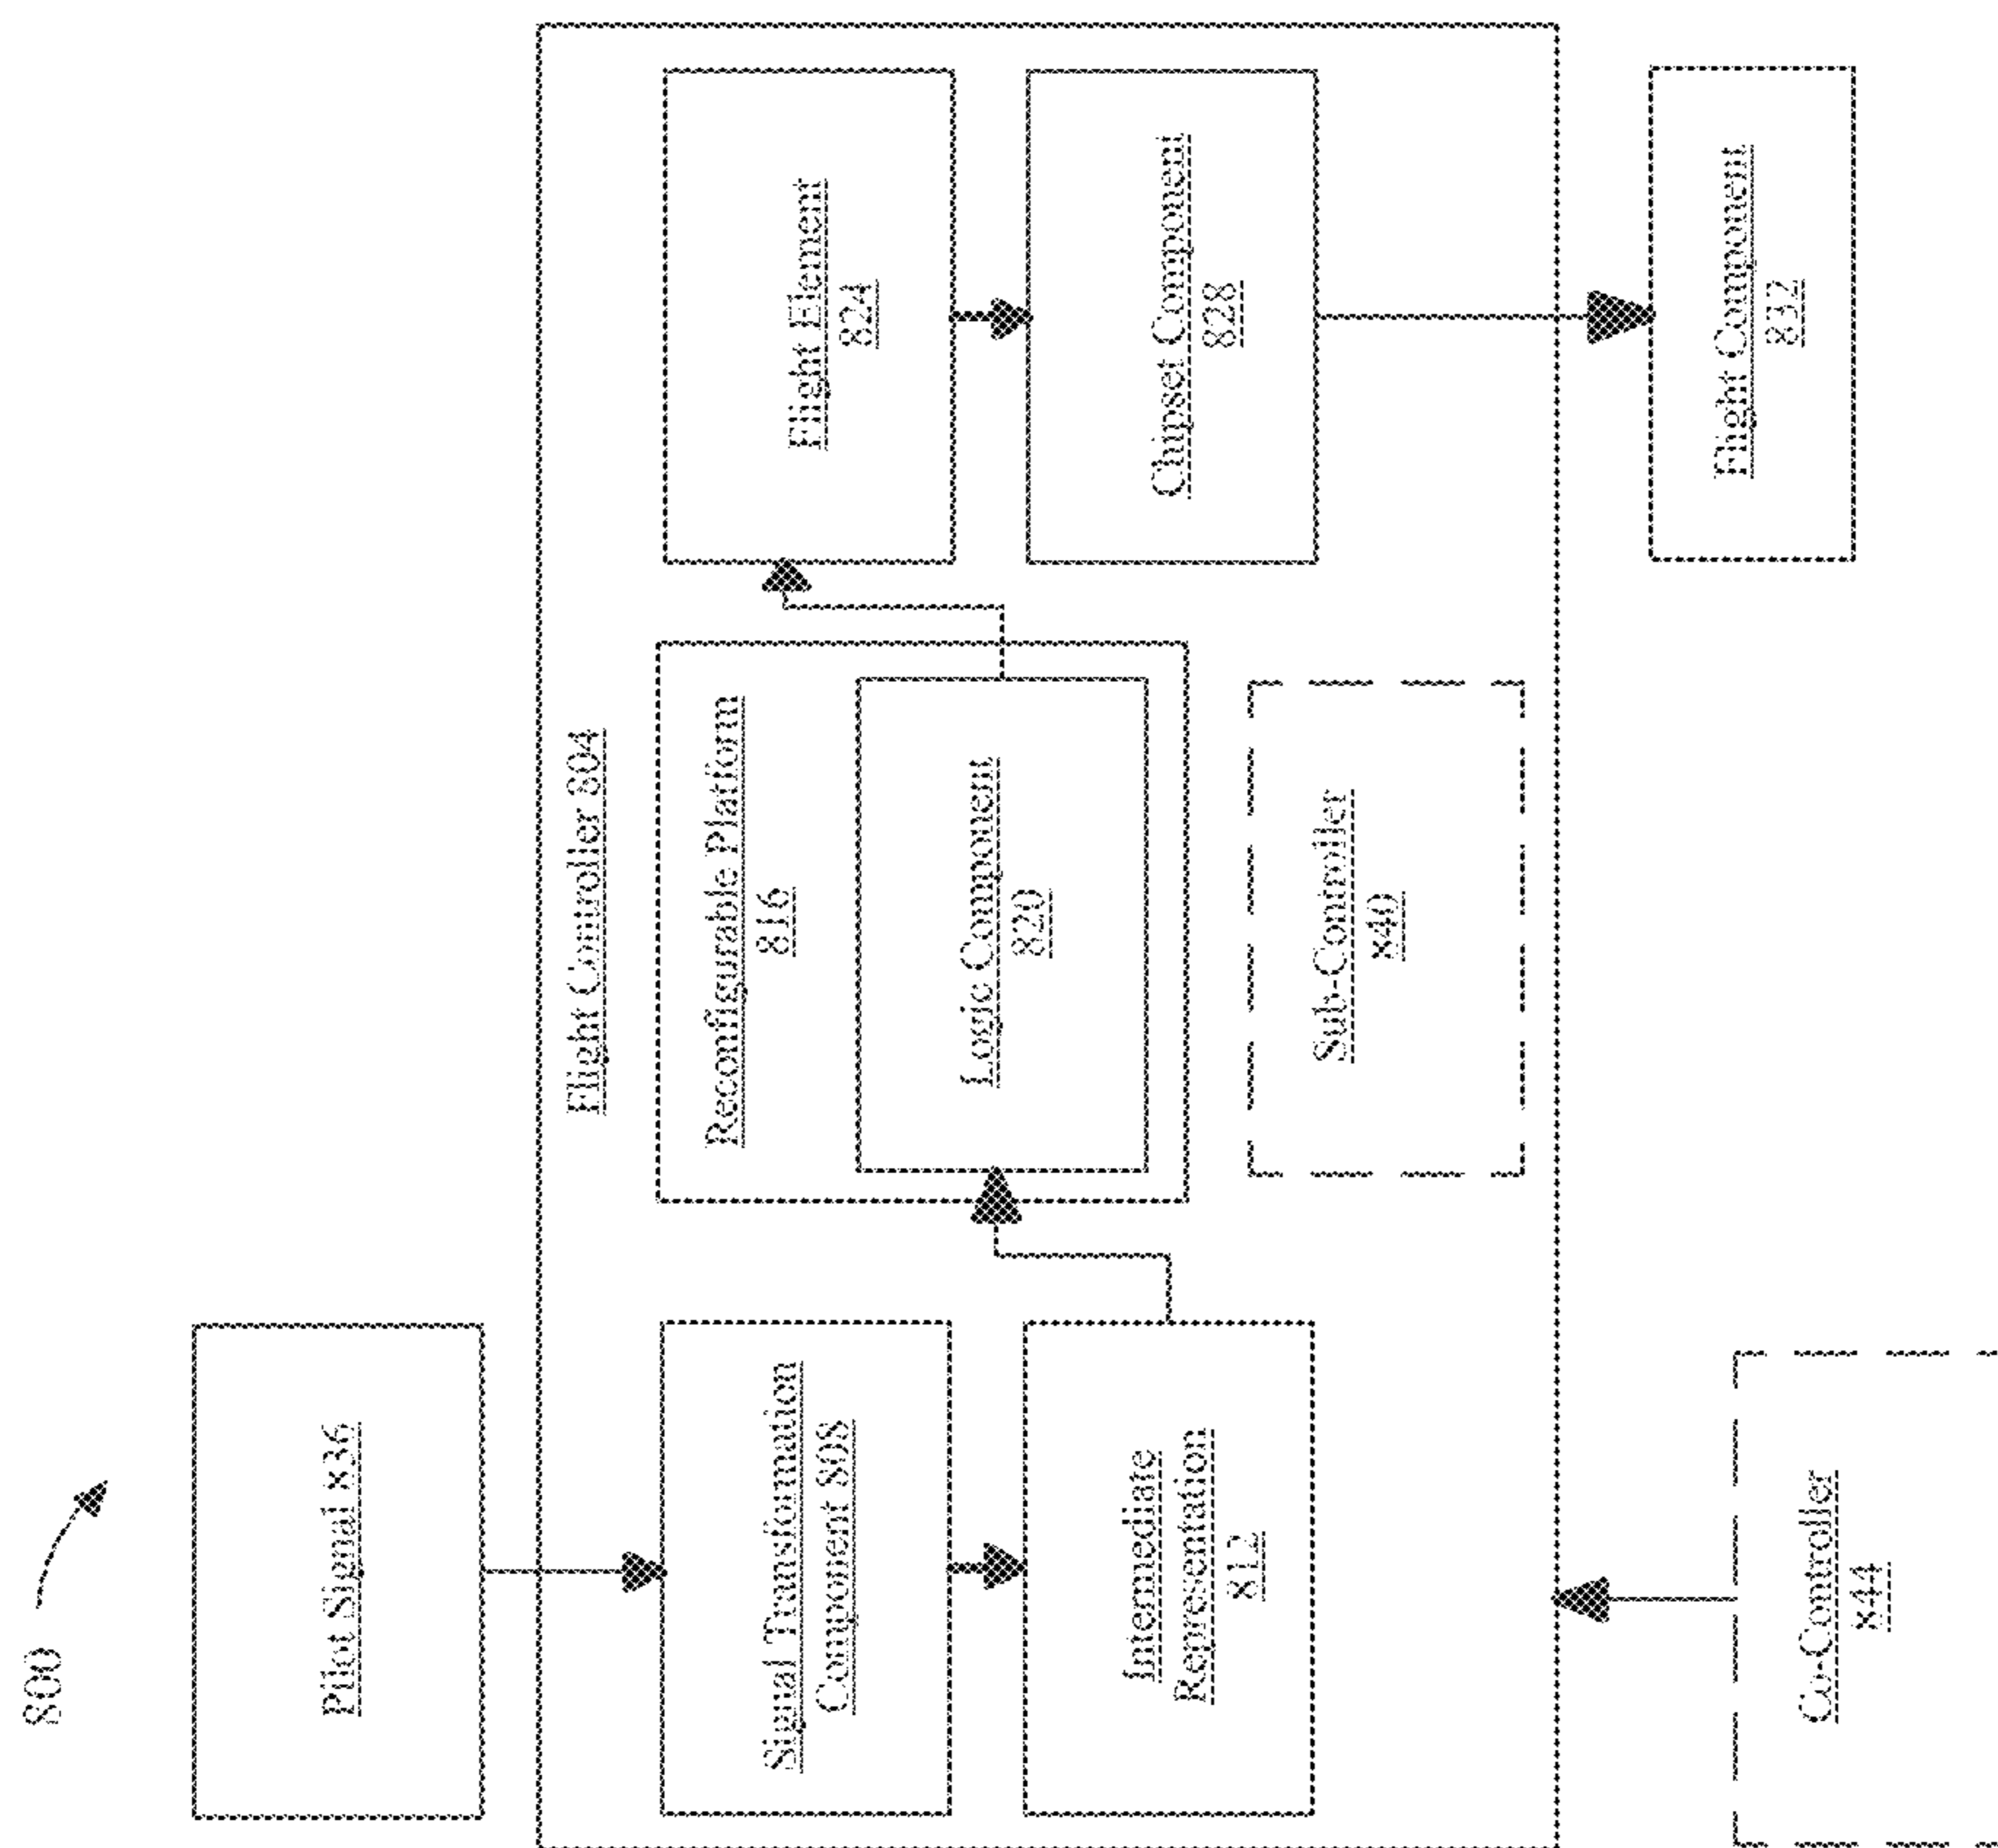 800
Pilot Signal 836
Flight Controller 804
Signal Transformation
Component 808
Reconfigurable Platform
816
Flight Element
824
Intermediate
Representation
812
Logic Component
820
Chipset Component
828
Sub-Controller
840
Co-Controller
844
Flight Component
832